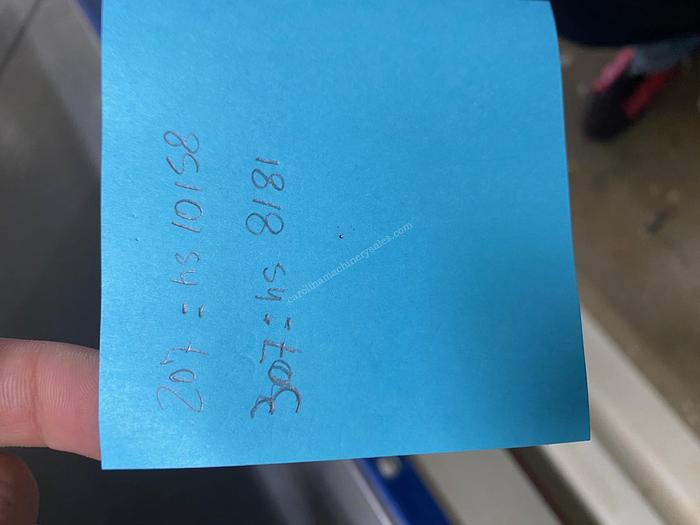 207 = hs 10158
307 = hs 8181
carolinamachinerysales.com